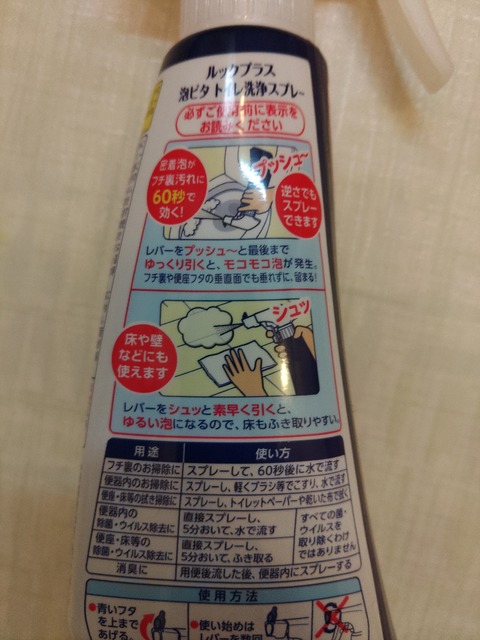 ルックプラス
泡ピタ トイレ洗浄スプレー
必ずご使用前に表示を
お読みください
密着泡が
フチ裏汚れに
60秒で
効く!
プッシュ〜
逆さでも
スプレー
できます
レバーをプッシュ〜と最後まで
ゆっくり引くと、モコモコ泡が発生。
フチ裏や便座フタの垂直面でも垂れずに、留まる!
シュッ
床や壁
などにも
使えます
レバーをシュッと素早く引くと、
ゆるい泡になるので、床もふき取りやすい。
用途 使い方
フチ裏のお掃除に スプレーして、60秒後に水で流す
便器内のお掃除に スプレーし、軽くブラシ等でこすり、水で流す
便座・床等の拭き掃除に スプレーし、トイレットペーパーや乾いた布で拭く
便器内の
除菌・ウイルス除去に
直接スプレーし、
5分おいて、水で流す
便座・床等の
除菌・ウイルス除去に
直接スプレーし、
5分おいて、ふき取る
すべての菌・
ウイルスを
取り除くわけ
ではありません
消臭に 用便後流した後、便器内にスプレーする
使用方法
●青いフタ
を上まで
あげる。
●使い始めは
レバーを数回